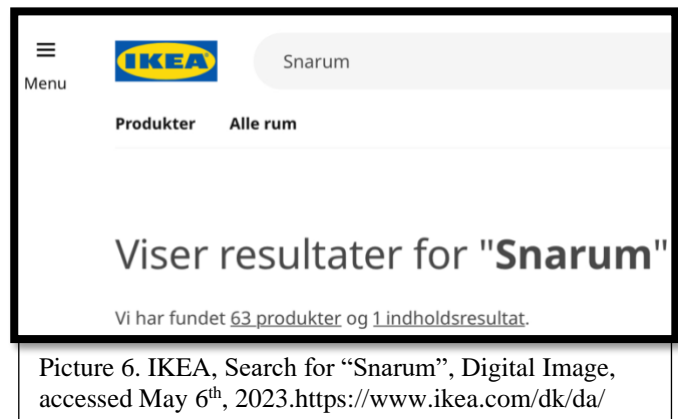 IKEA
Snarum
Menu
Produkter Alle rum
Viser resultater for "Snarum"
Vi har fundet 63 produkter og 1 indholdsresultat.
Picture 6. IKEA, Search for “Snarum”, Digital Image,
accessed May 6th, 2023.https://www.ikea.com/dk/da/